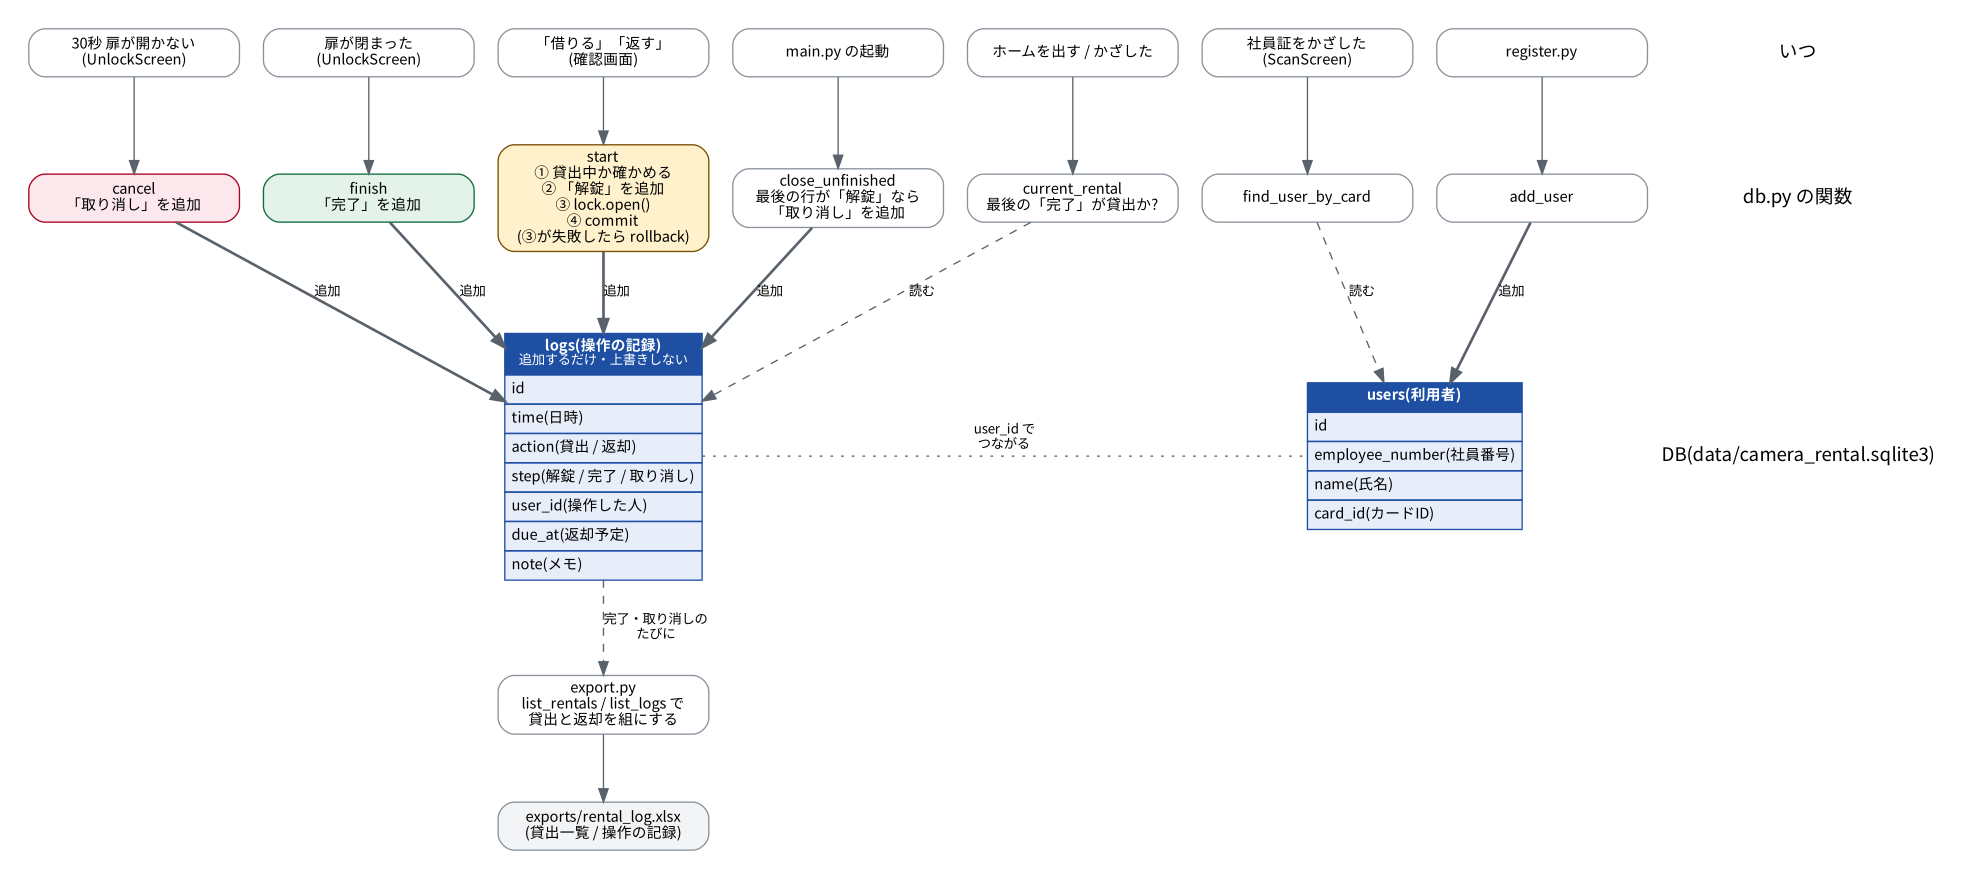 30秒 扉が開かない
(UnlockScreen)
扉が閉まった
(UnlockScreen)
「借りる」「返す」
(確認画面)
main.py の起動
ホームを出す / かざした
社員証をかざした
(ScanScreen)
register.py
いつ
cancel
「取り消し」を追加
finish
「完了」を追加
start
① 貸出中か確かめる
② 「解錠」を追加
③ lock.open()
④ commit
(③が失敗したら rollback)
close_unfinished
最後の行が「解錠」なら
「取り消し」を追加
current_rental
最後の「完了」が貸出か?
find_user_by_card
add_user
db.py の関数
追加
追加
追加
追加
読む
読む
追加
logs(操作の記録)
追加するだけ・上書きしない
id
time(日時)
action(貸出 / 返却)
step(解錠 / 完了 / 取り消し)
user_id(操作した人)
due_at(返却予定)
note(メモ)
user_id で
つながる
users(利用者)
id
employee_number(社員番号)
name(氏名)
card_id(カードID)
DB(data/camera_rental.sqlite3)
完了・取り消しの
たびに
export.py
list_rentals / list_logs で
貸出と返却を組にする
exports/rental_log.xlsx
(貸出一覧 / 操作の記録)